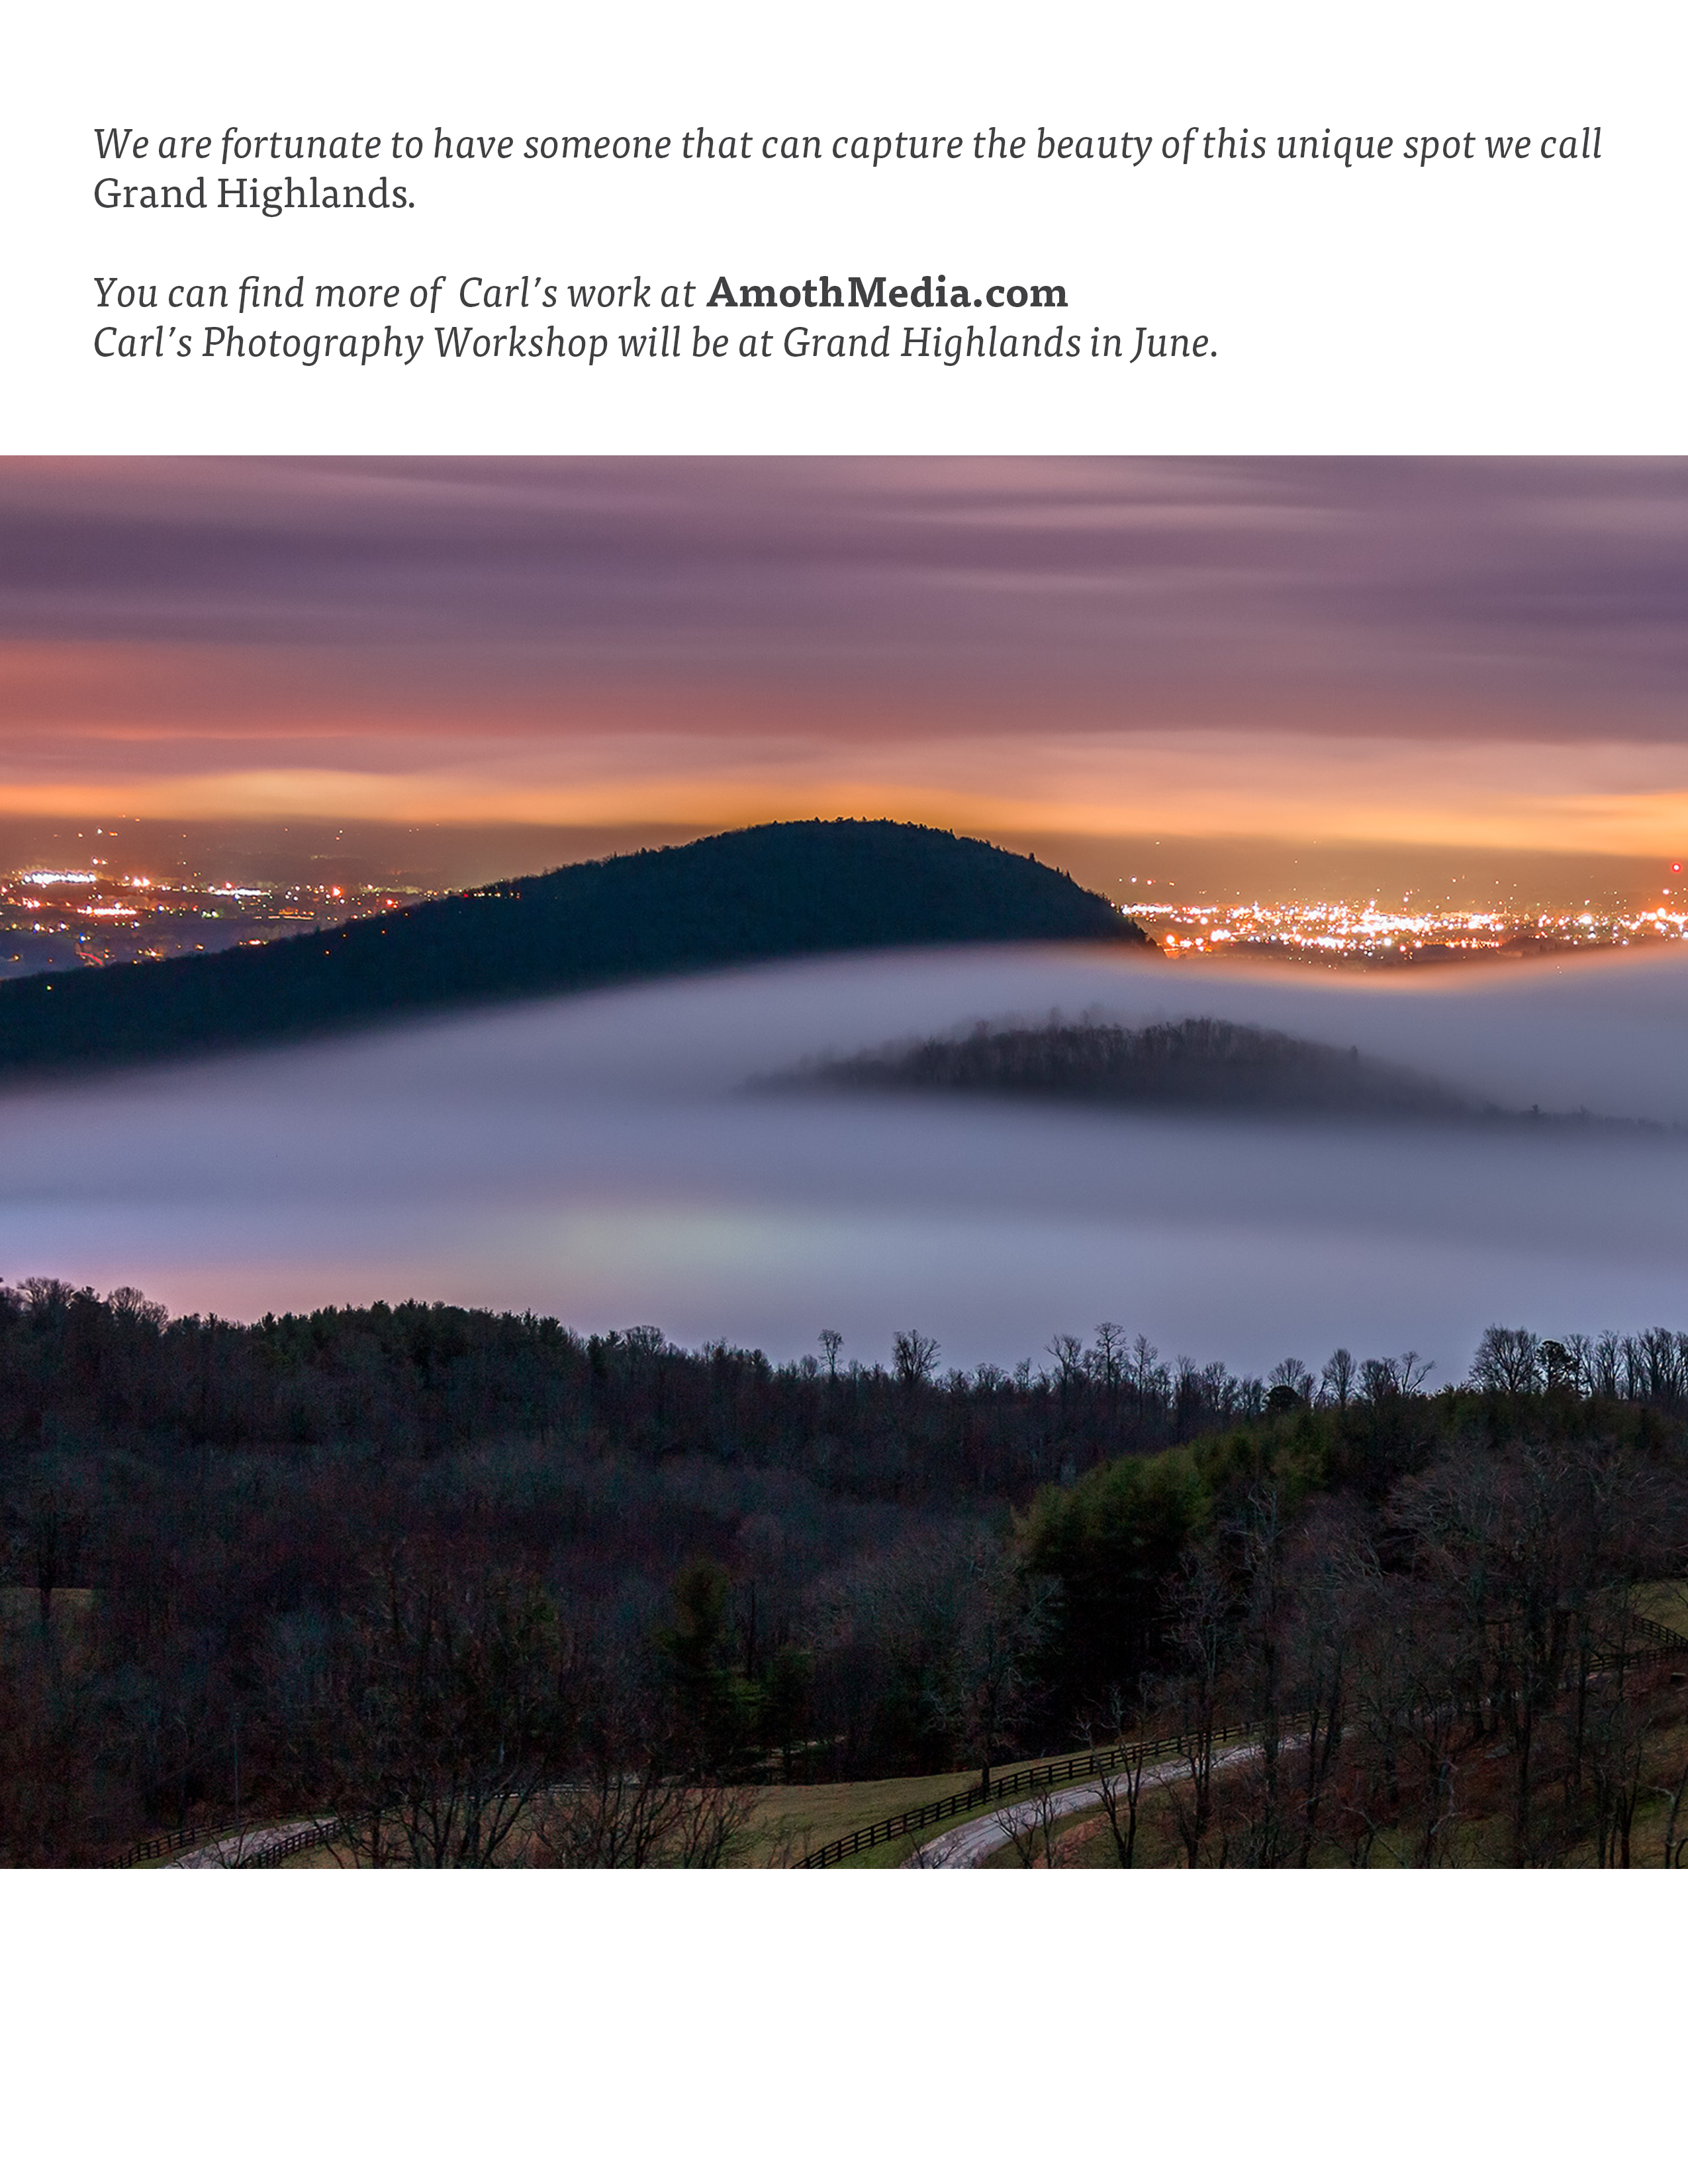 We are fortunate to have someone that can capture the beauty of this unique spot we call
Grand Highlands.
You can find more of Carl’s work at AmothMedia.com
Carl’s Photography Workshop will be at Grand Highlands in June.